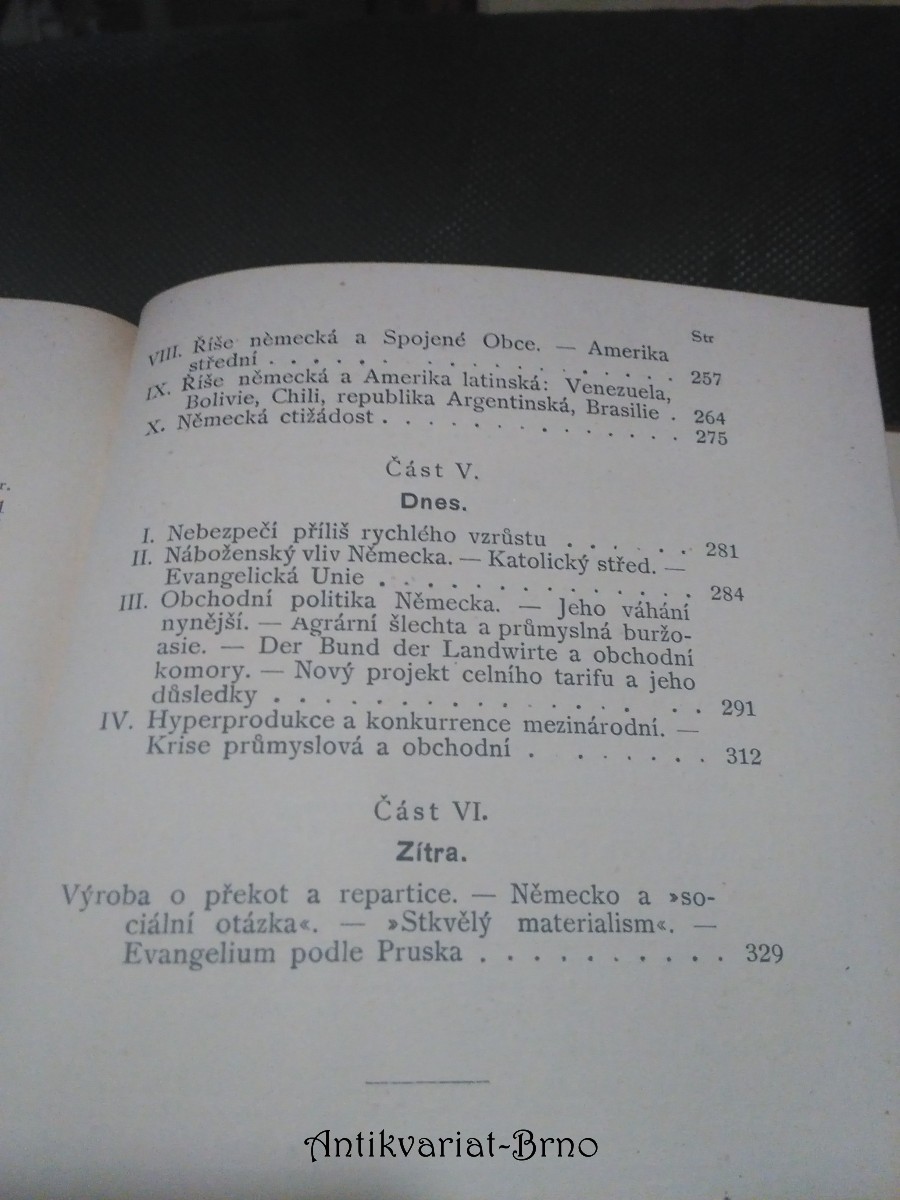 Str
VIII. Říše německá a Spojené Obce. — Amerika
střední . . . . . . . . . . . . . . . 257
IX. Říše německá a Amerika latinská: Venezuela,
Bolivie, Chili, republika Argentinská, Brasilie . 264
X. Německá ctižádost . . . . . . . . . . . . . 275
Část V.
Dnes.
I. Nebezpečí příliš rychlého vzrůstu . . . . . . 281
II. Náboženský vliv Německa. — Katolický střed. —
Evangelická Unie . . . . . . . . . . . . . 284
III. Obchodní politika Německa. — Jeho váhání
nynější. — Agrární šlechta a průmyslná buržo-
asie. — Der Bund der Landwirte a obchodní
komory. — Nový projekt celního tarifu a jeho
důsledky . . . . . . . . . . . . . . . . . 291
IV. Hyperprodukce a konkurrence mezinárodní. —
Krise průmyslová a obchodní . . . . . . . 312
Část VI.
Zítra.
Výroba o překot a repartice. — Německo a »so-
ciální otázka«. — »Stkvělý materialism«. —
Evangelium podle Pruska . . . . . . . . . . 329
Antikvariat-Brno